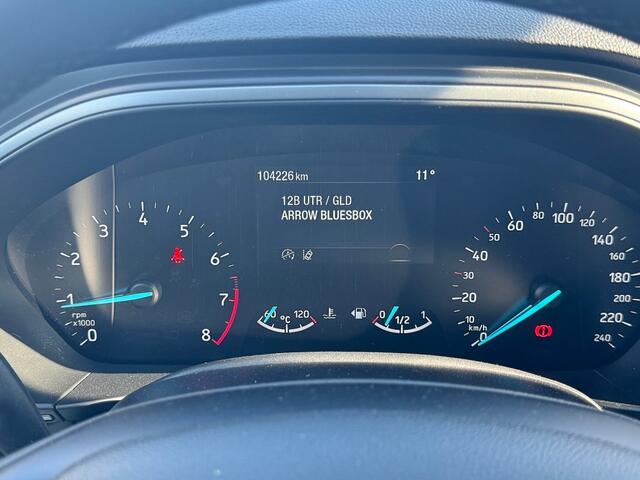 104226 km 11°
12B UTR / GLD
ARROW BLUESBOX
0 1 2 3 4 5 6 7 8
rpm
x1000
60 °C 120
0 1/2 1
0 10 20 30 40 50 60 80 100 120 140 160 180 200 220 240
km/h